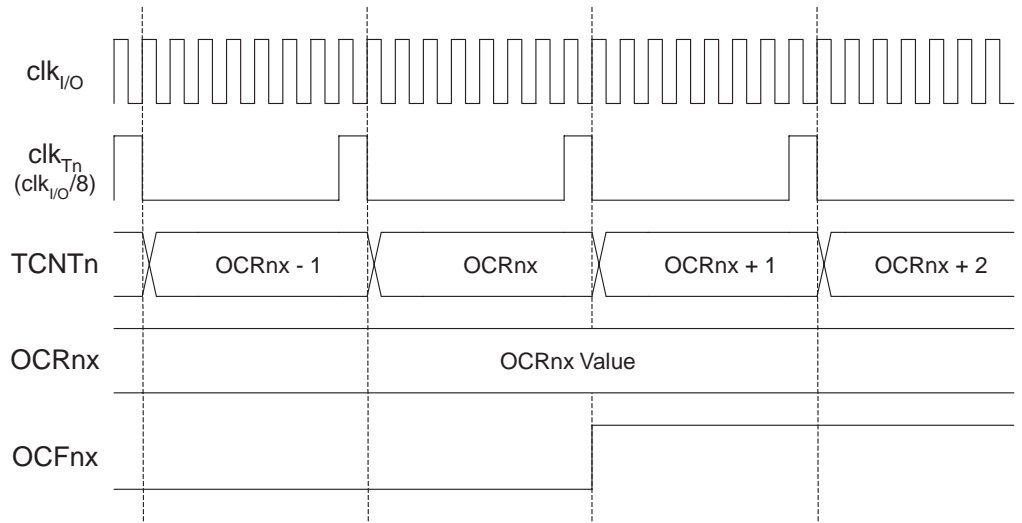 clk_I/O
clk_Tn
(clk_I/O/8)
TCNTn OCRnx - 1 OCRnx OCRnx + 1 OCRnx + 2
OCRnx OCRnx Value
OCFnx